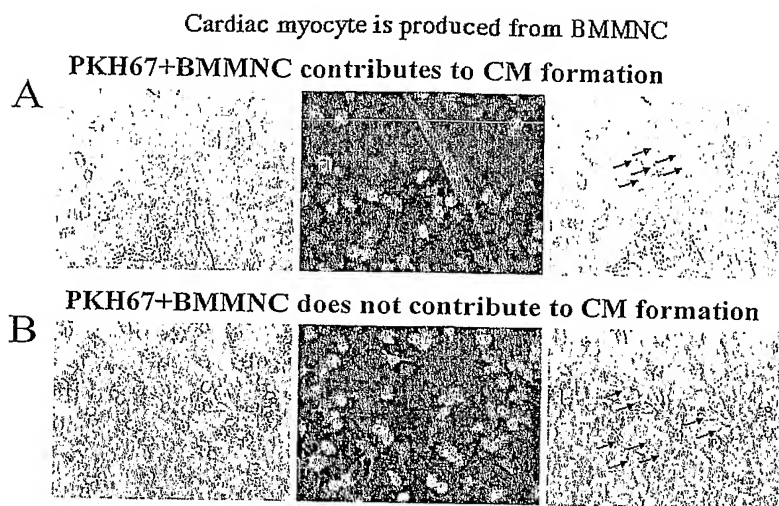 Cardiac myocyte is produced from BMMNC
PKH67+BMMNC contributes to CM formation
A
PKH67+BMMNC does not contribute to CM formation
B